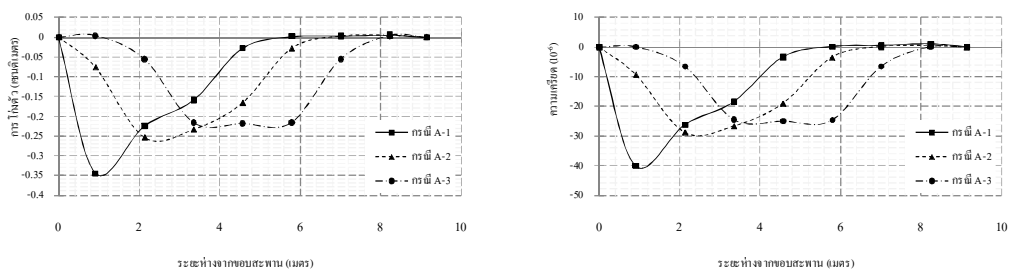 0.05
0
-0.05
-0.1
-0.15
-0.2
-0.25
-0.3
-0.35
-0.4
การโก่งตัว (เซนติเมตร)
กรณี A-1
กรณี A-2
กรณี A-3
0 2 4 6 8 10
ระยะห่างจากขอบสะพาน (เมตร)
10
0
-10
-20
-30
-40
-50
ความเครียด (10⁻⁶)
กรณี A-1
กรณี A-2
กรณี A-3
0 2 4 6 8 10
ระยะห่างจากขอบสะพาน (เมตร)